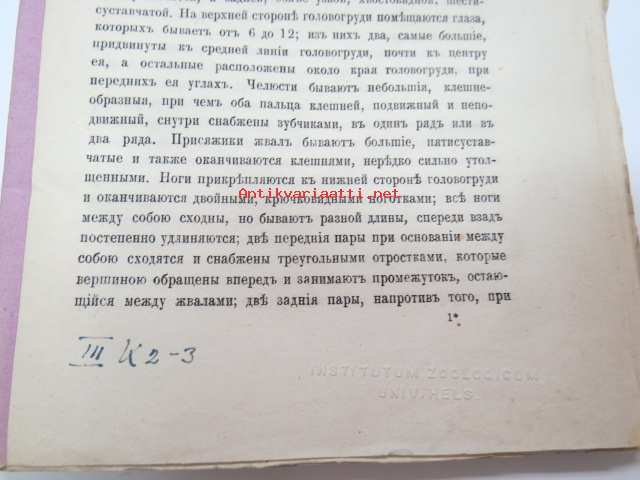 суставчатой. На верхней сторонѣ головогруди помѣщаются глаза,
которыхъ бываетъ отъ 6 до 12; изъ нихъ два, самые большіе,
придвинуты къ средней линіи головогруди, почти къ центру
ея, а остальные расположены около края головогруди, при
переднихъ ея углахъ. Челюсти бываютъ небольшія, клешне-
образныя, при чемъ оба пальца клешней, подвижный и непо-
движный, снутри снабжены зубчиками, въ одинъ рядъ или въ
два ряда. Присяжики жвалъ бываютъ большіе, пятисустав-
чатые и также оканчиваются клешнями, нерѣдко сильно утол-
щенными. Ноги прикрѣпляются къ нижней сторонѣ головогруди
Antikvariaatti.net
и оканчиваются двойными, крючковидными ноготками; всѣ ноги
между собою сходны, но бываютъ разной длины, спереди взадъ
постепенно удлиняются; двѣ переднія пары при основаніи между
собою сходятся и снабжены треугольными отростками, которые
вершиною обращены впередъ и занимаютъ промежутокъ, остаю-
щійся между жвалами; двѣ заднія пары, напротивъ того, при
1*
III K 2-3
INSTITUTUM ZOOLOGICUM
UNIV. HELS.